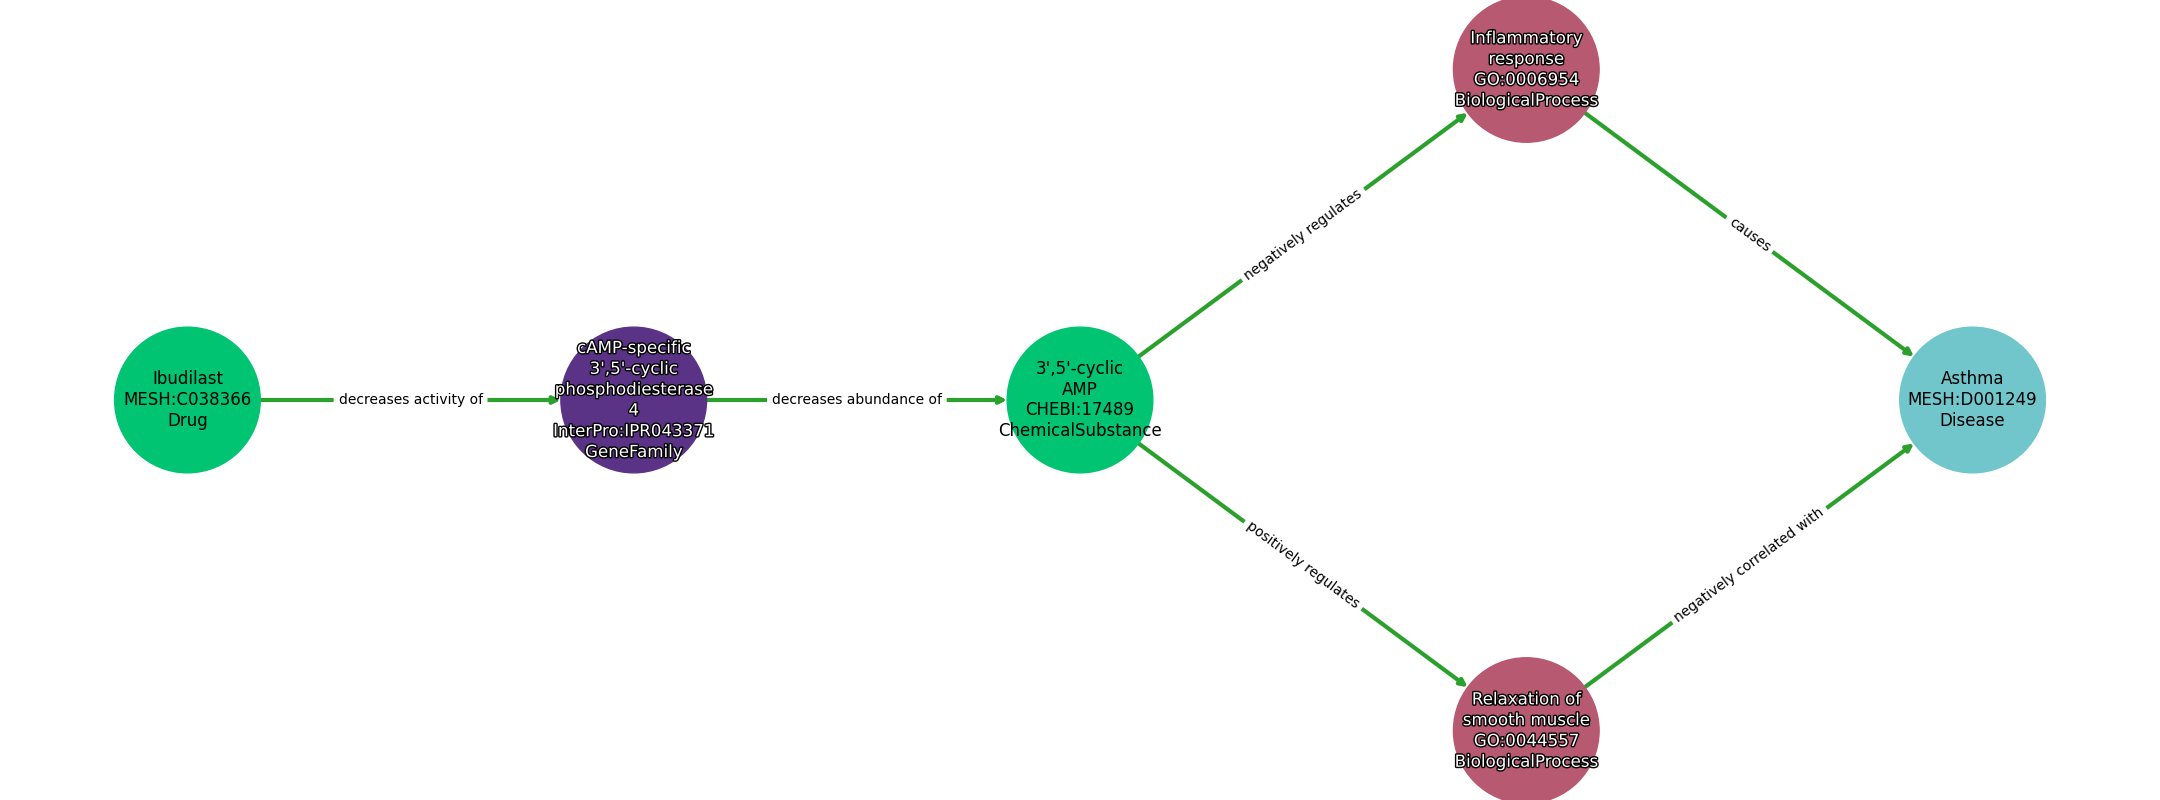 Inflammatory
response
GO:0006954
BiologicalProcess
negatively regulates
causes
Ibudilast
MESH:C038366
Drug
decreases activity of
cAMP-specific
3',5'-cyclic
phosphodiesterase
4
InterPro:IPR043371
GeneFamily
decreases abundance of
3',5'-cyclic
AMP
CHEBI:17489
ChemicalSubstance
Asthma
MESH:D001249
Disease
positively regulates
negatively correlated with
Relaxation of
smooth muscle
GO:0044557
BiologicalProcess